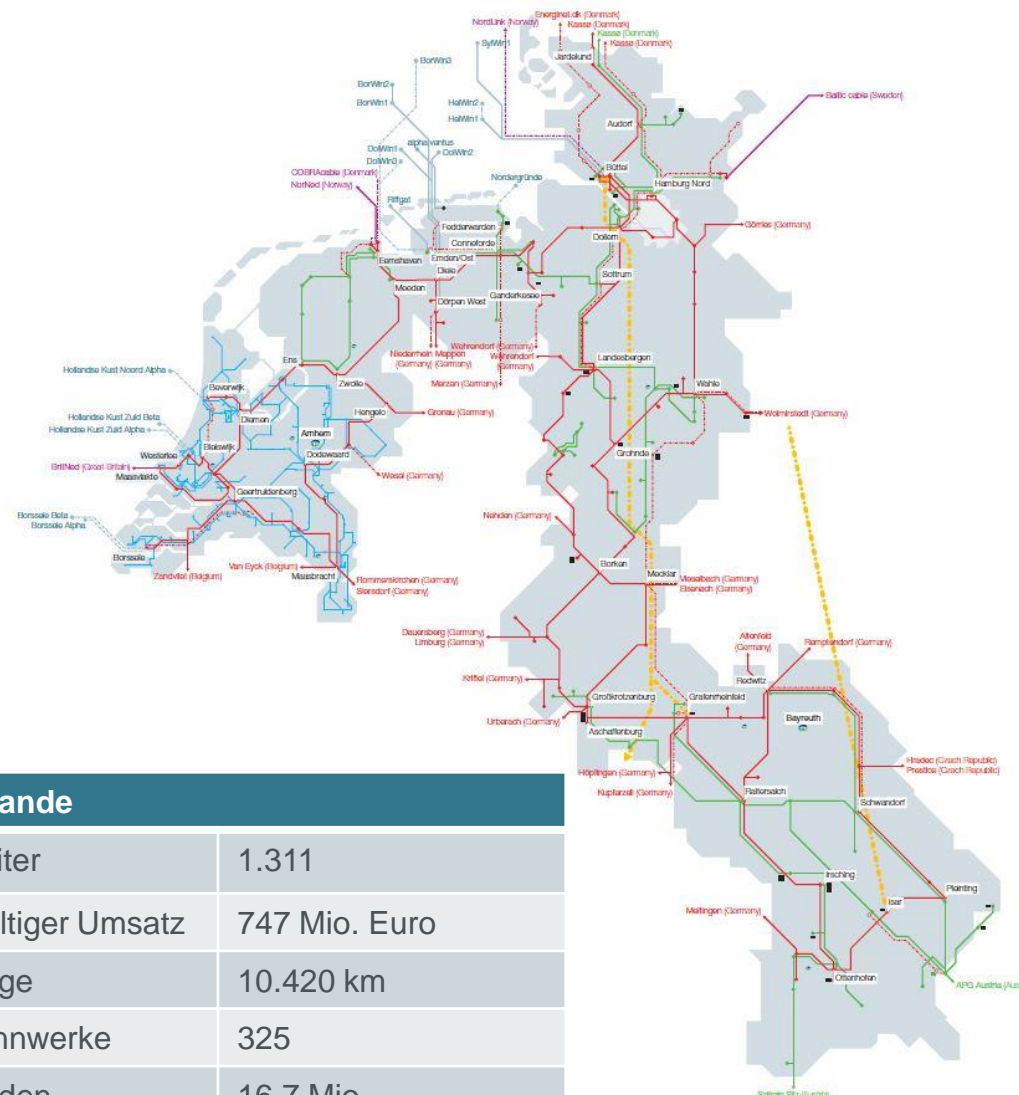 Energinet.dk (Denmark)
NordLink (Norway)
Kassø (Denmark)
Kassø (Denmark)
Kassø (Denmark)
SylWin1
Jardelund
BorWin3
BorWin2
BorWin1
HelWin2
HelWin1
Baltic cable (Sweden)
Audorf
alpha ventus
DolWin1
DolWin2
DolWin3
Büttel
COBRAcable (Denmark)
NorNed (Norway)
Nordergründe
Hamburg Nord
Riffgat
Görries (Germany)
Fedderwarden
Conneforde
Dollern
Eemshaven
Emden/Ost
Diele
Sottrum
Meeden
Dörpen West
Ganderkesee
Niederrhein Meppen
(Germany) (Germany)
Wehrendorf (Germany)
Wehrendorf
(Germany)
Landesbergen
Merzen (Germany)
Ens
Hollandse Kust Noord Alpha
Zwolle
Wahle
Beverwijk
Hengelo
Gronau (Germany)
Wolmirstedt (Germany)
Hollandse Kust Zuid Beta
Hollandse Kust Zuid Alpha
Diemen
Arnhem
Bleiswijk
Dodewaard
Grohnde
Westerlee
BritNed (Great-Britain)
Maasvlakte
Wesel (Germany)
Geertruidenberg
Borssele Beta
Borssele Alpha
Nehden (Germany)
Borssele
Van Eyck (Belgium)
Zandvliet (Belgium)
Maasbracht
Rommerskirchen (Germany)
Siersdorf (Germany)
Borken
Mecklar
Vieselbach (Germany)
Eisenach (Germany)
Dauersberg (Germany)
Limburg (Germany)
Altenfeld
(Germany)
Remptendorf (Germany)
Kriftel (Germany)
Redwitz
Großkrotzenburg
Grafenrheinfeld
Urberach (Germany)
Bayreuth
Aschaffenburg
Höpfingen (Germany)
Kupferzell (Germany)
Hradec (Czech Republic)
Prestice (Czech Republic)
Raitersaich
Schwandorf
Irsching
Pleinting
Isar
Meitingen (Germany)
Ottenhofen
APG Austria (Aus
ande
iter 1.311
ltiger Umsatz 747 Mio. Euro
ge 10.420 km
nnwerke 325
den 16,7 Mio.